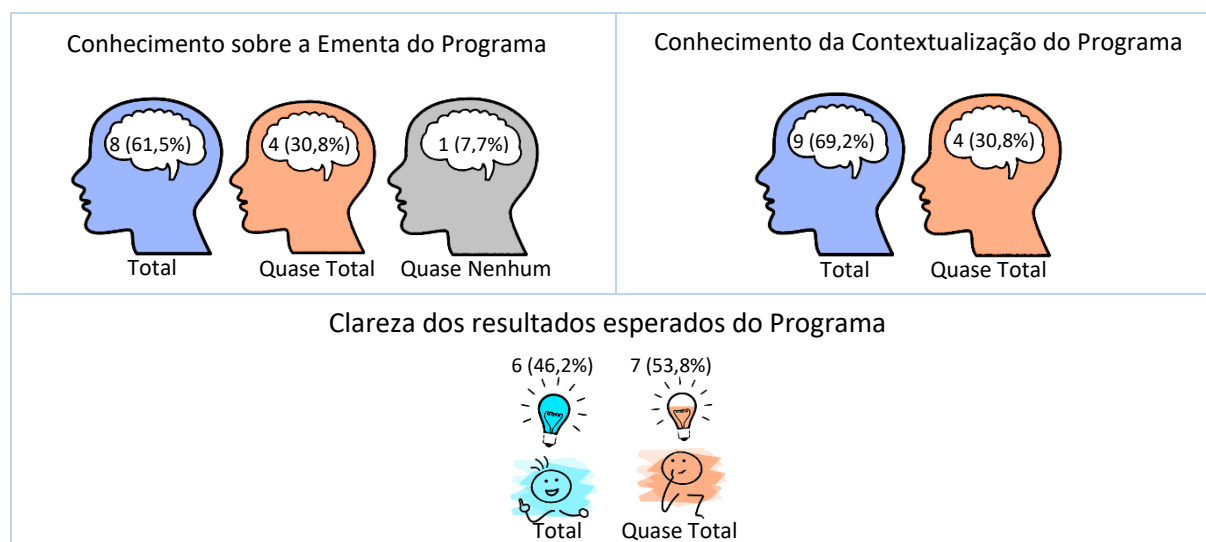 Conhecimento sobre a Ementa do Programa
8 (61,5%) 4 (30,8%) 1 (7,7%)
Total Quase Total Quase Nenhum
Conhecimento da Contextualização do Programa
9 (69,2%) 4 (30,8%)
Total Quase Total
Clareza dos resultados esperados do Programa
6 (46,2%) 7 (53,8%)
Total Quase Total